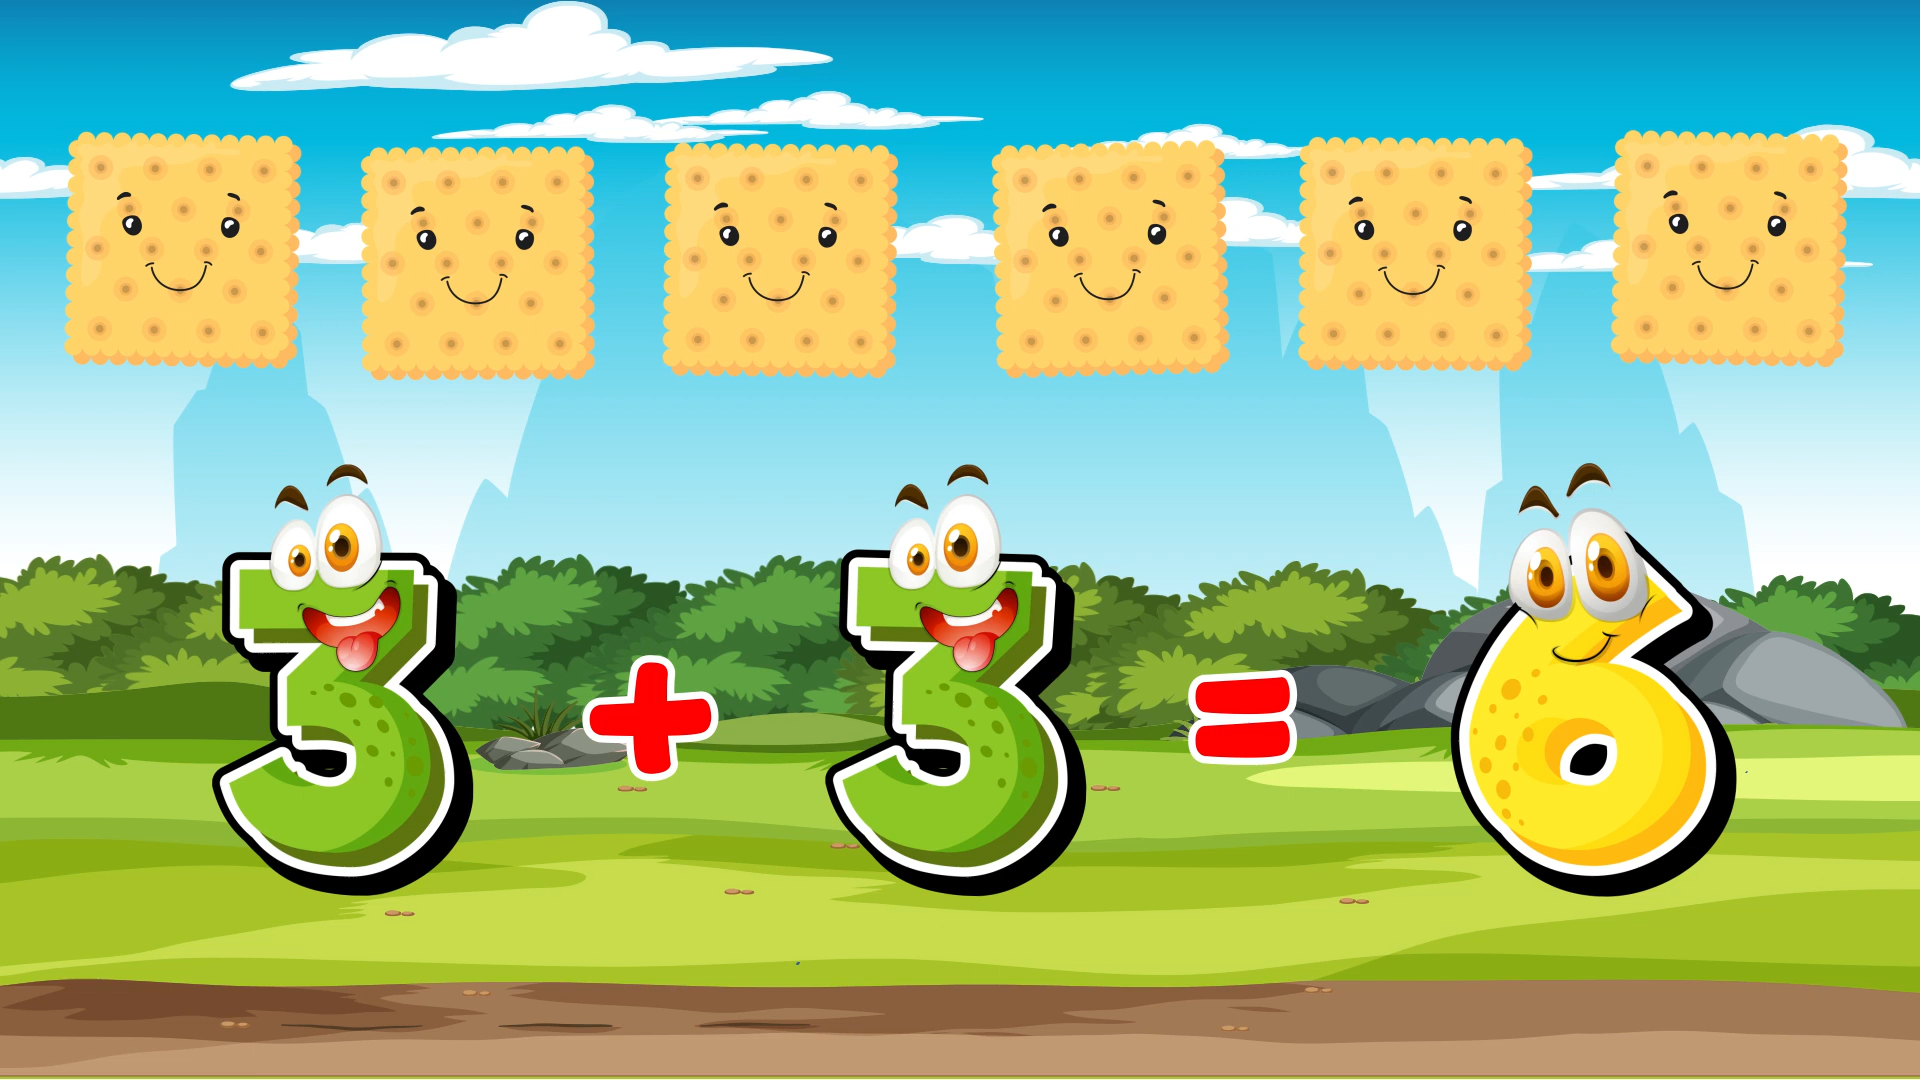 3 + 3 = 6